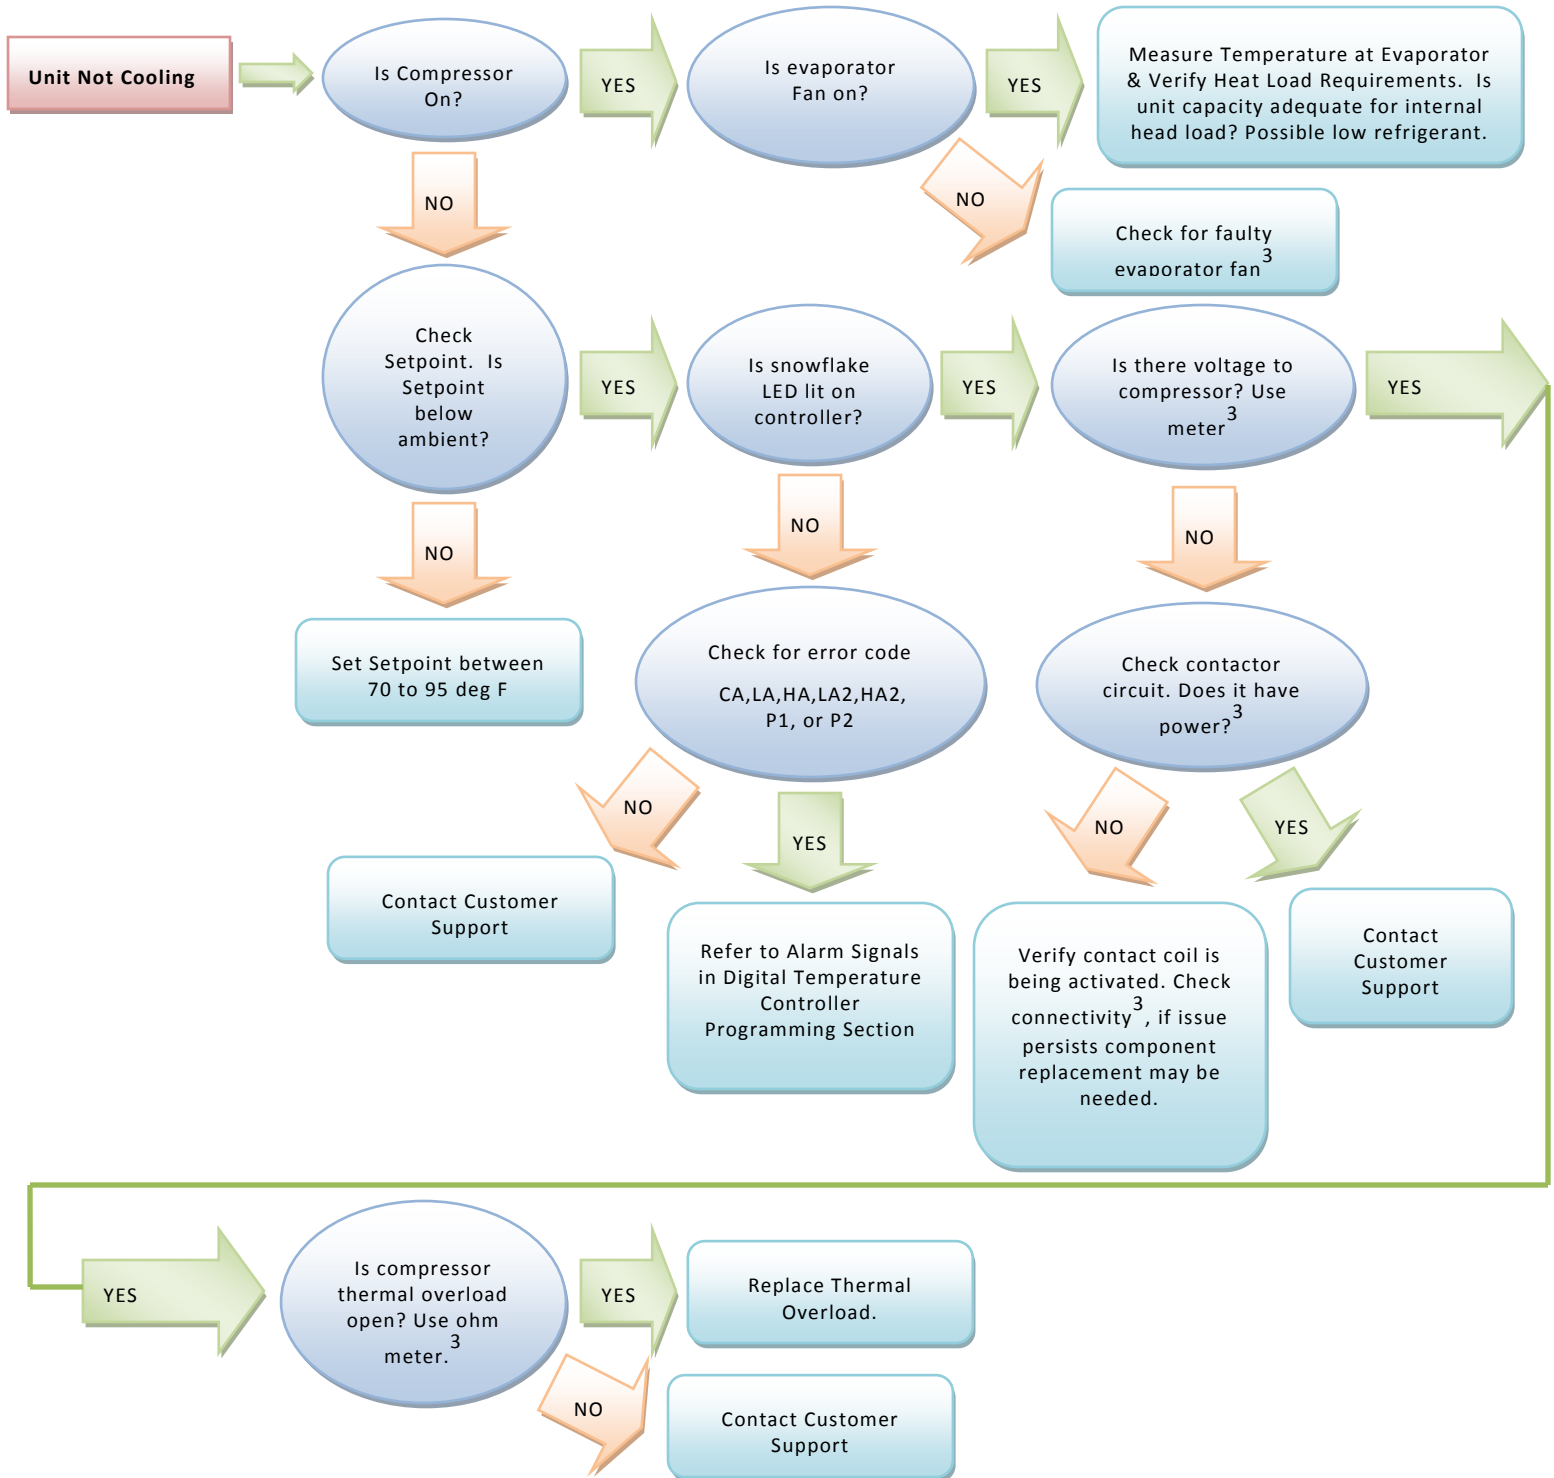 Unit Not Cooling
Is Compressor
On?
YES
Is evaporator
Fan on?
YES
Measure Temperature at Evaporator
& Verify Heat Load Requirements.  Is
unit capacity adequate for internal
head load? Possible low refrigerant.
NO
NO
Check for faulty
evaporator fan3
Check
Setpoint.  Is
Setpoint
below
ambient?
YES
Is snowflake
LED lit on
controller?
YES
Is there voltage to
compressor? Use
meter3
YES
NO
NO
NO
Set Setpoint between
70 to 95 deg F
Check for error code
CA,LA,HA,LA2,HA2,
P1, or P2
Check contactor
circuit. Does it have
power?3
NO
YES
NO
YES
Contact Customer
Support
Refer to Alarm Signals
in Digital Temperature
Controller
Programming Section
Verify contact coil is
being activated. Check
connectivity3, if issue
persists component
replacement may be
needed.
Contact
Customer
Support
YES
Is compressor
thermal overload
open? Use ohm
meter.3
YES
Replace Thermal
Overload.
NO
Contact Customer
Support